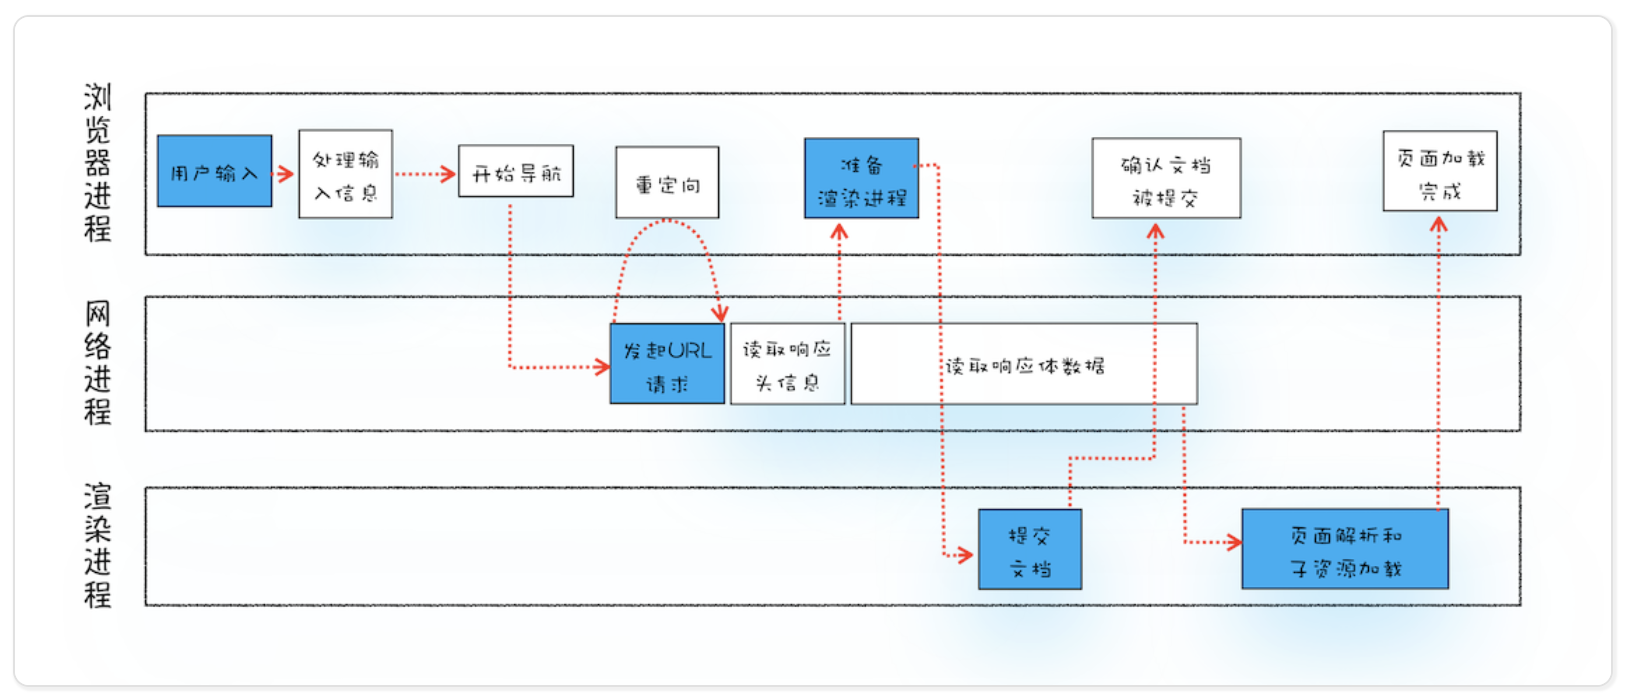 浏览器进程
用户输入
处理输
入信息
开始导航
重定向
准备
渲染进程
确认文档
被提交
页面加载
完成
网络进程
发起URL
请求
读取响应
头信息
读取响应体数据
渲染进程
提交
文档
页面解析和
子资源加载